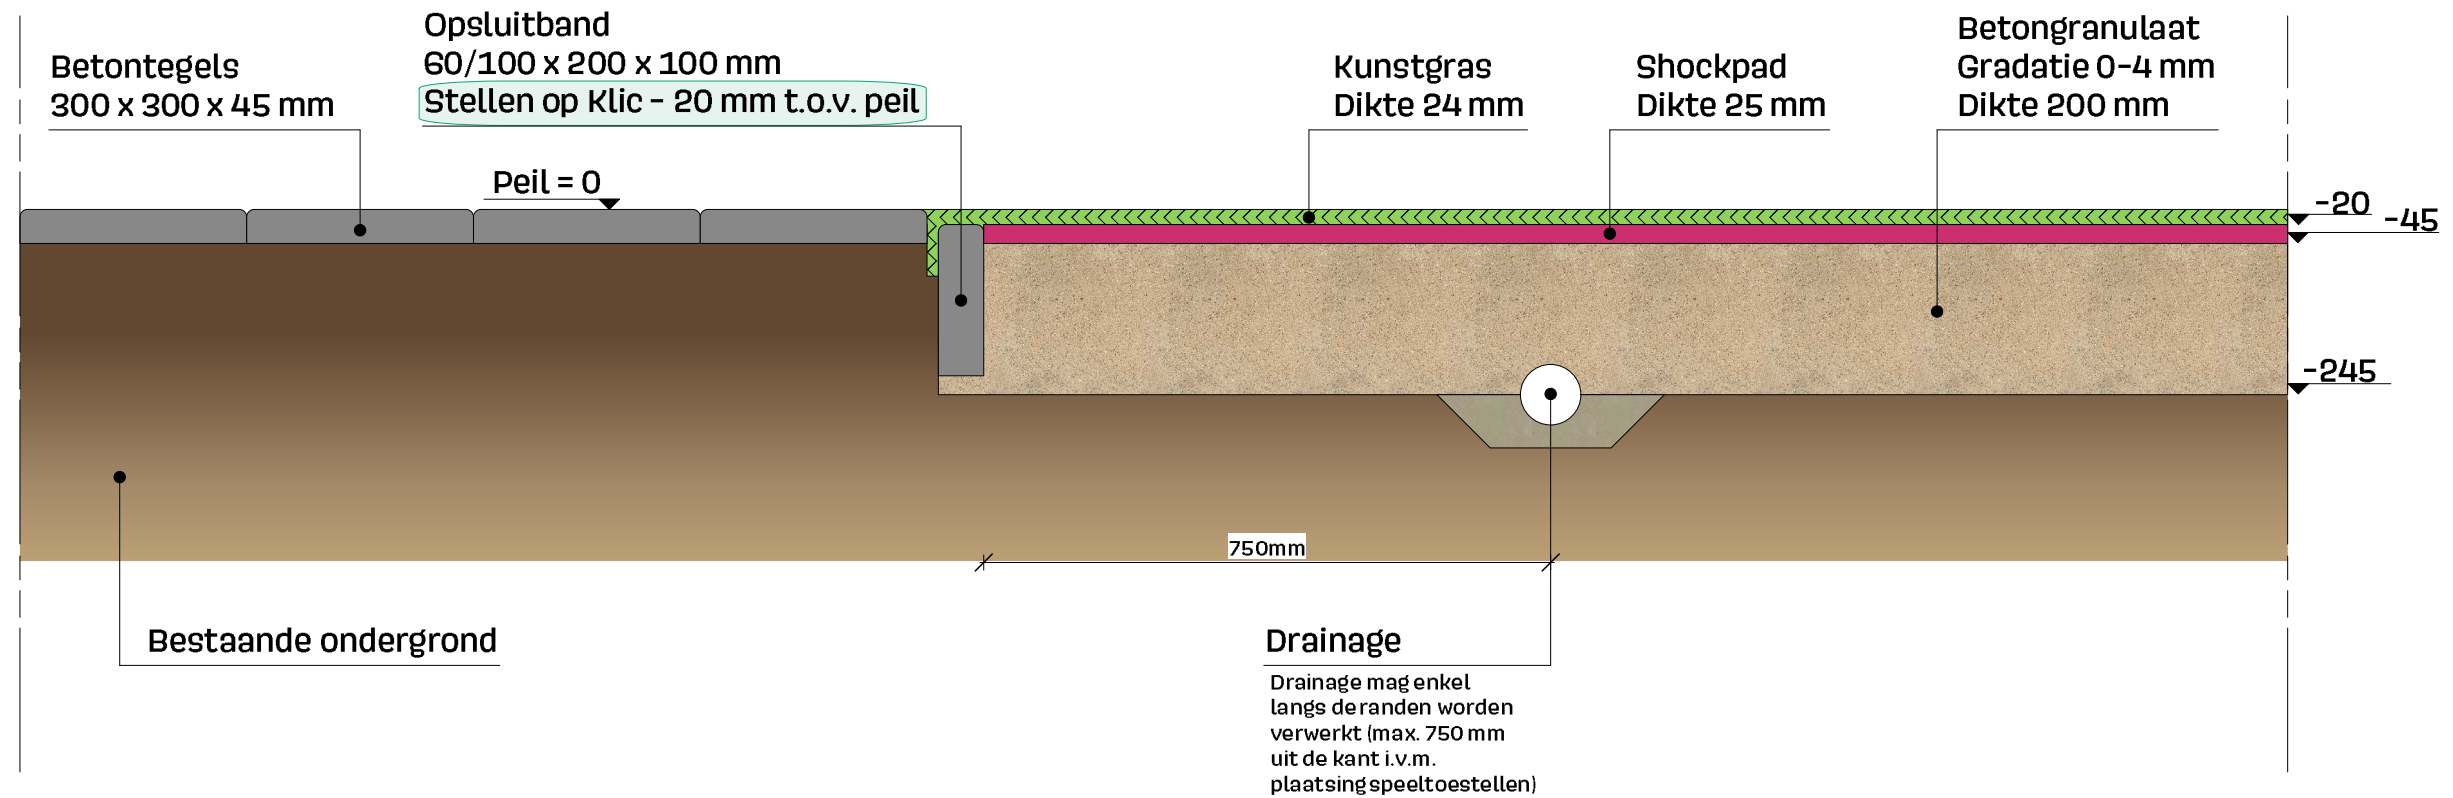 Betontegels
300 x 300 x 45 mm
Opsluitband
60/100 x 200 x 100 mm
Stellen op Klic - 20 mm t.o.v. peil
Peil = 0
Kunstgras
Dikte 24 mm
Shockpad
Dikte 25 mm
Betongranulaat
Gradatie 0-4 mm
Dikte 200 mm
-20
-45
-245
750mm
Bestaande ondergrond
Drainage
Drainage mag enkel
langs de randen worden
verwerkt (max. 750 mm
uit de kant i.v.m.
plaatsing speeltoestellen)